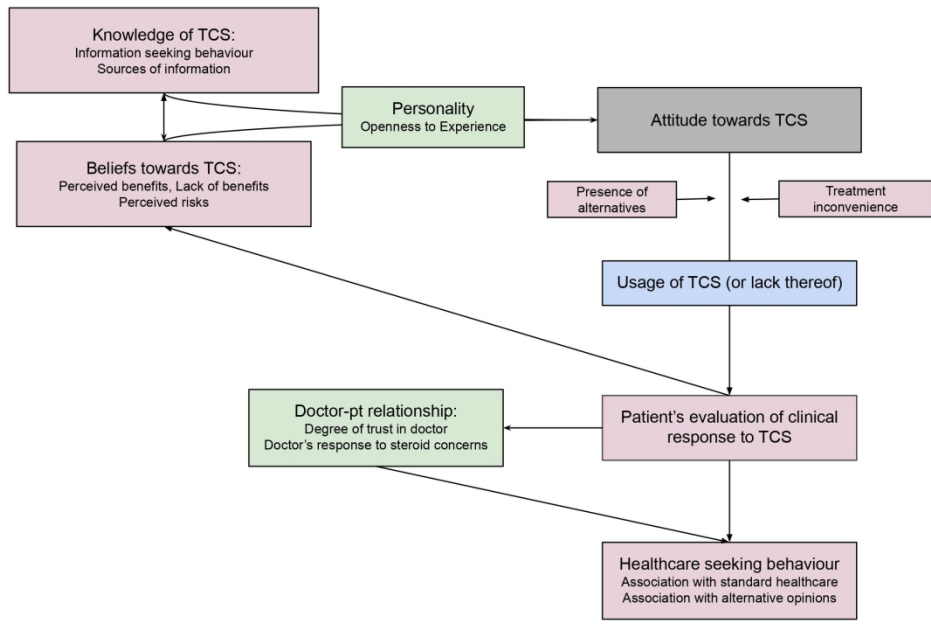 Knowledge of TCS:
Information seeking behaviour
Sources of information
Personality
Openness to Experience
Attitude towards TCS
Beliefs towards TCS:
Perceived benefits, Lack of benefits
Perceived risks
Presence of
alternatives
Treatment
inconvenience
Usage of TCS (or lack thereof)
Doctor-pt relationship:
Degree of trust in doctor
Doctor's response to steroid concerns
Patient's evaluation of clinical
response to TCS
Healthcare seeking behaviour
Association with standard healthcare
Association with alternative opinions